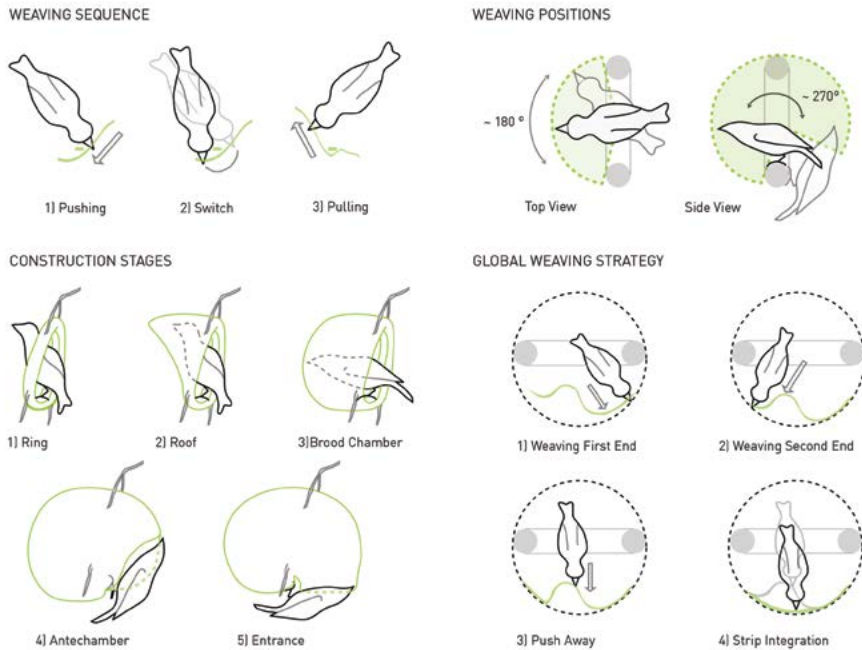 WEAVING SEQUENCE
1) Pushing
2) Switch
3) Pulling
WEAVING POSITIONS
~ 180 °
~ 270°
Top View
Side View
CONSTRUCTION STAGES
1) Ring
2) Roof
3)Brood Chamber
4) Antechamber
5) Entrance
GLOBAL WEAVING STRATEGY
1) Weaving First End
2) Weaving Second End
3) Push Away
4) Strip Integration